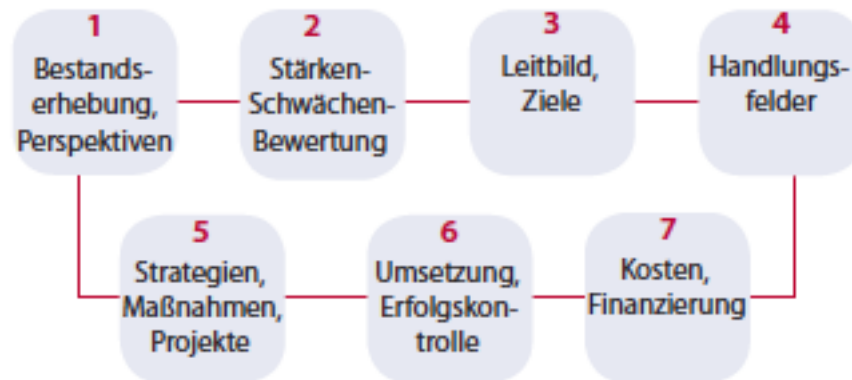 1
Bestands-
erhebung,
Perspektiven
2
Stärken-
Schwächen-
Bewertung
3
Leitbild,
Ziele
4
Handlungs-
felder
5
Strategien,
Maßnahmen,
Projekte
6
Umsetzung,
Erfolgskon-
trolle
7
Kosten,
Finanzierung